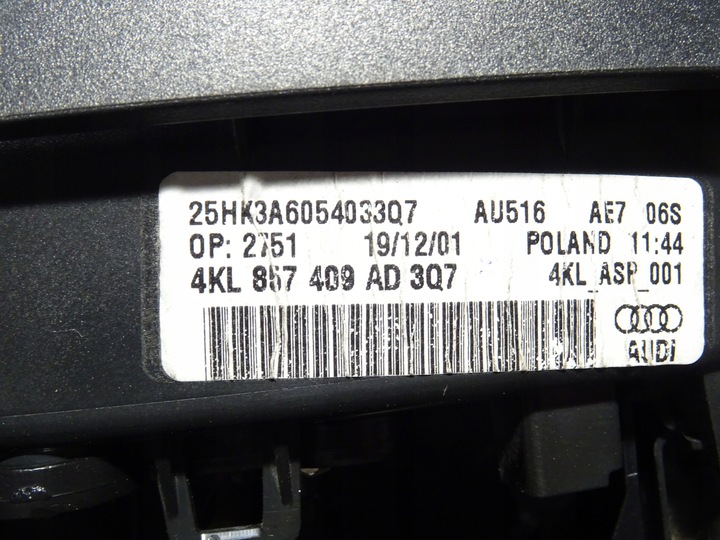 25HK3A6054033Q7 AU516 AE7 06S
OP: 2751 19/12/01 POLAND 11:44
4KL 857 409 AD 3Q7 4KL_ASP_001
AUDI